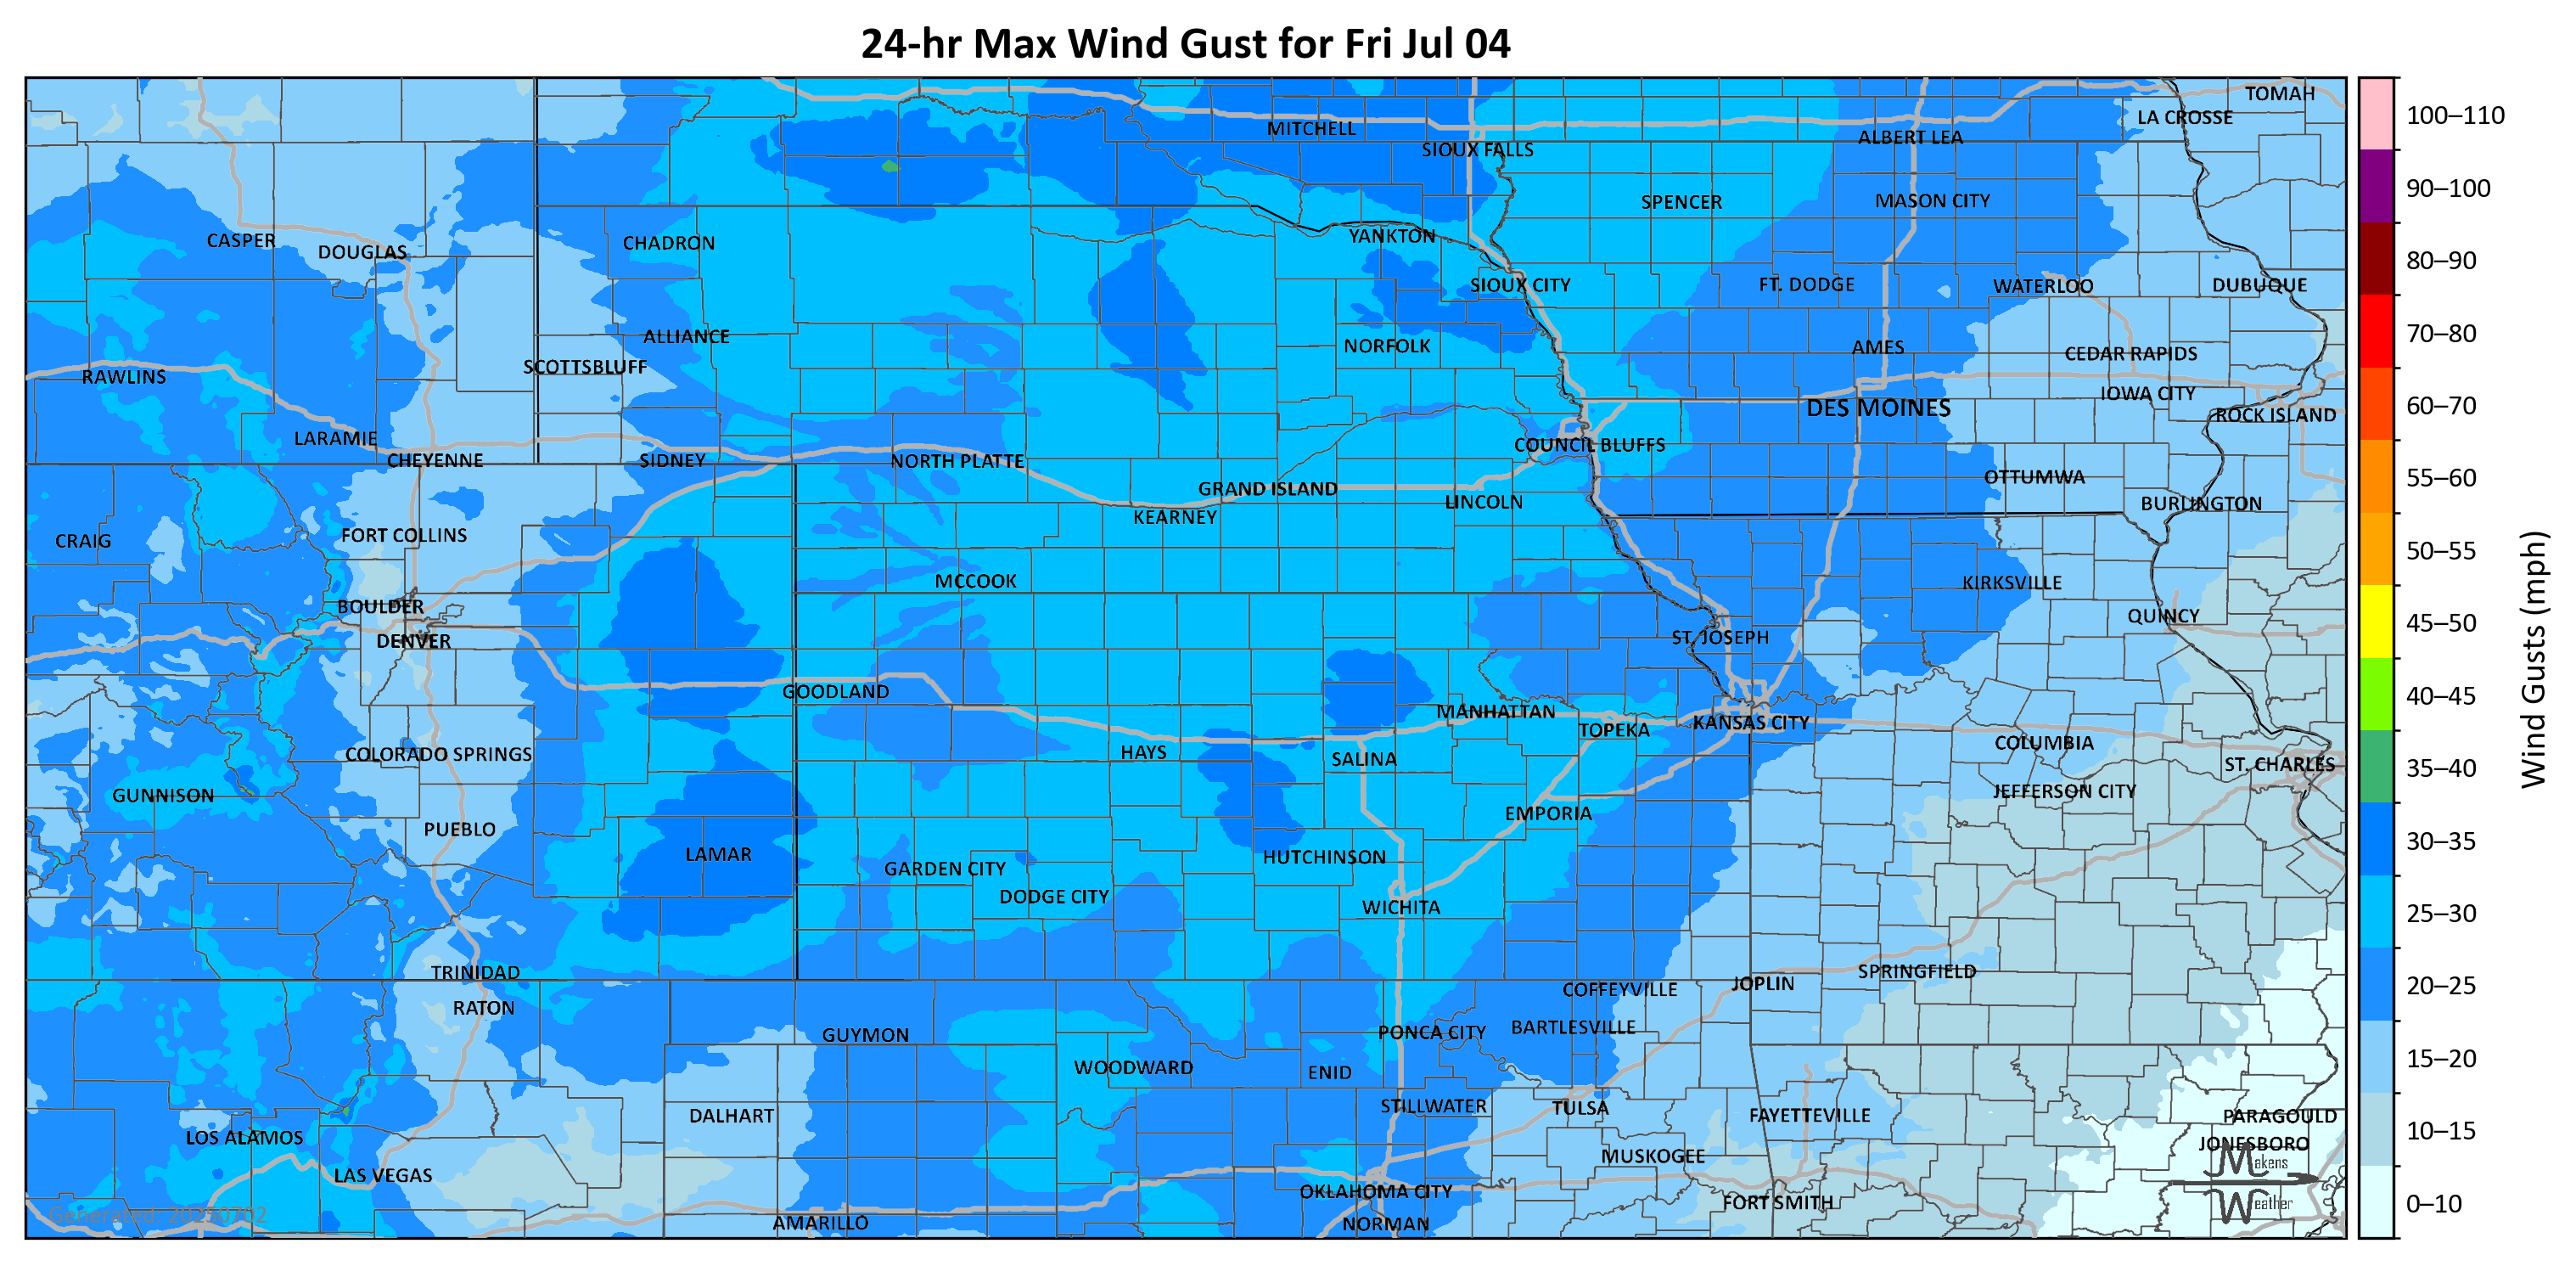 24-hr Max Wind Gust for Fri Jul 04
TOMAH
LA CROSSE
MITCHELL
ALBERT LEA
SIOUX FALLS
SPENCER
MASON CITY
CASPER
DOUGLAS
CHADRON
YANKTON
SIOUX CITY
FT. DODGE
WATERLOO
DUBUQUE
ALLIANCE
NORFOLK
AMES
CEDAR RAPIDS
SCOTTSBLUFF
RAWLINS
IOWA CITY
DES MOINES
ROCK ISLAND
LARAMIE
CHEYENNE
SIDNEY
NORTH PLATTE
COUNCIL BLUFFS
OTTUMWA
GRAND ISLAND
LINCOLN
BURLINGTON
KEARNEY
CRAIG
FORT COLLINS
MCCOOK
KIRKSVILLE
BOULDER
QUINCY
DENVER
ST. JOSEPH
GOODLAND
MANHATTAN
TOPEKA
KANSAS CITY
COLORADO SPRINGS
HAYS
SALINA
COLUMBIA
ST. CHARLES
GUNNISON
JEFFERSON CITY
EMPORIA
PUEBLO
LAMAR
HUTCHINSON
GARDEN CITY
DODGE CITY
WICHITA
TRINIDAD
SPRINGFIELD
JOPLIN
COFFEYVILLE
RATON
GUYMON
PONCA CITY
BARTLESVILLE
WOODWARD
ENID
STILLWATER
TULSA
DALHART
FAYETTEVILLE
PARAGOULD
LOS ALAMOS
JONESBORO
MUSKOGEE
LAS VEGAS
OKLAHOMA CITY
FORT SMITH
AMARILLO
NORMAN
Generated: 20250702
Makens
Weather
100–110
90–100
80–90
70–80
60–70
55–60
50–55
45–50
40–45
35–40
30–35
25–30
20–25
15–20
10–15
0–10
Wind Gusts (mph)